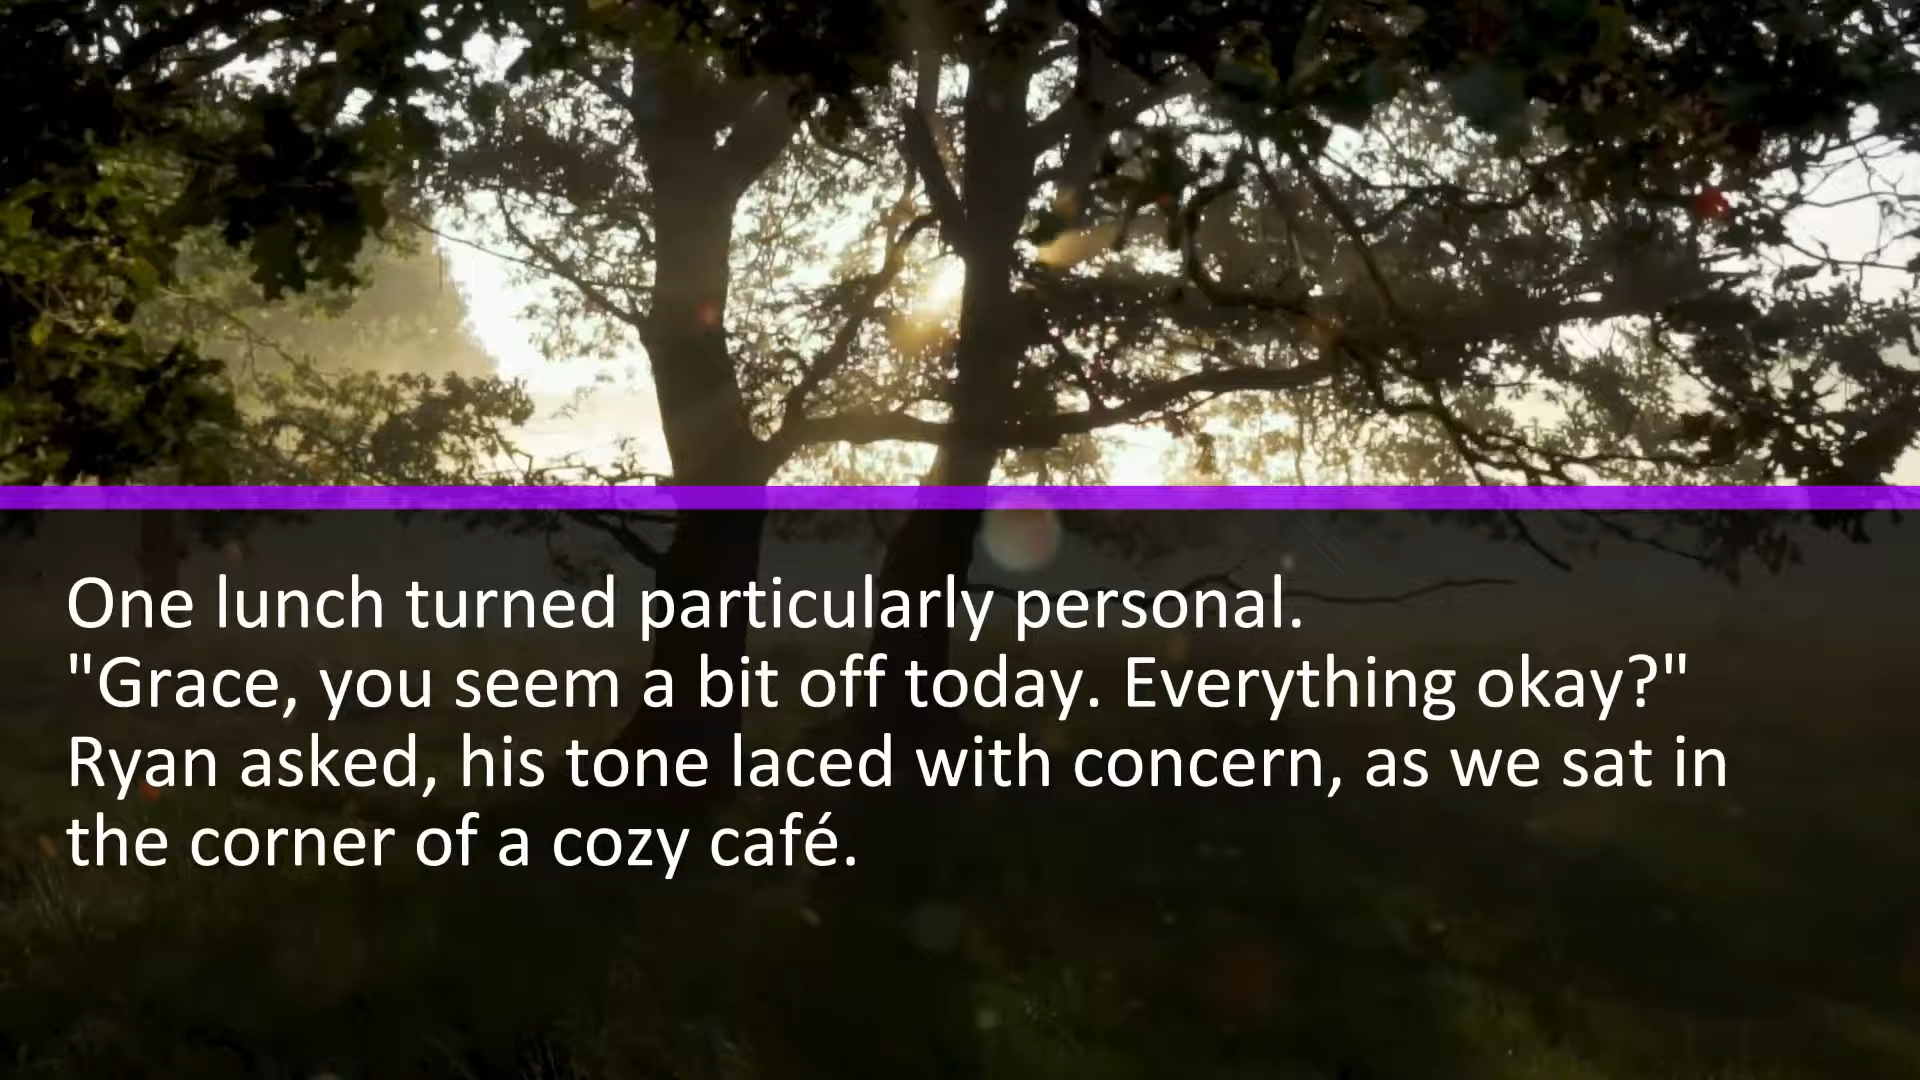 One lunch turned particularly personal.
"Grace, you seem a bit off today. Everything okay?"
Ryan asked, his tone laced with concern, as we sat in
the corner of a cozy café.